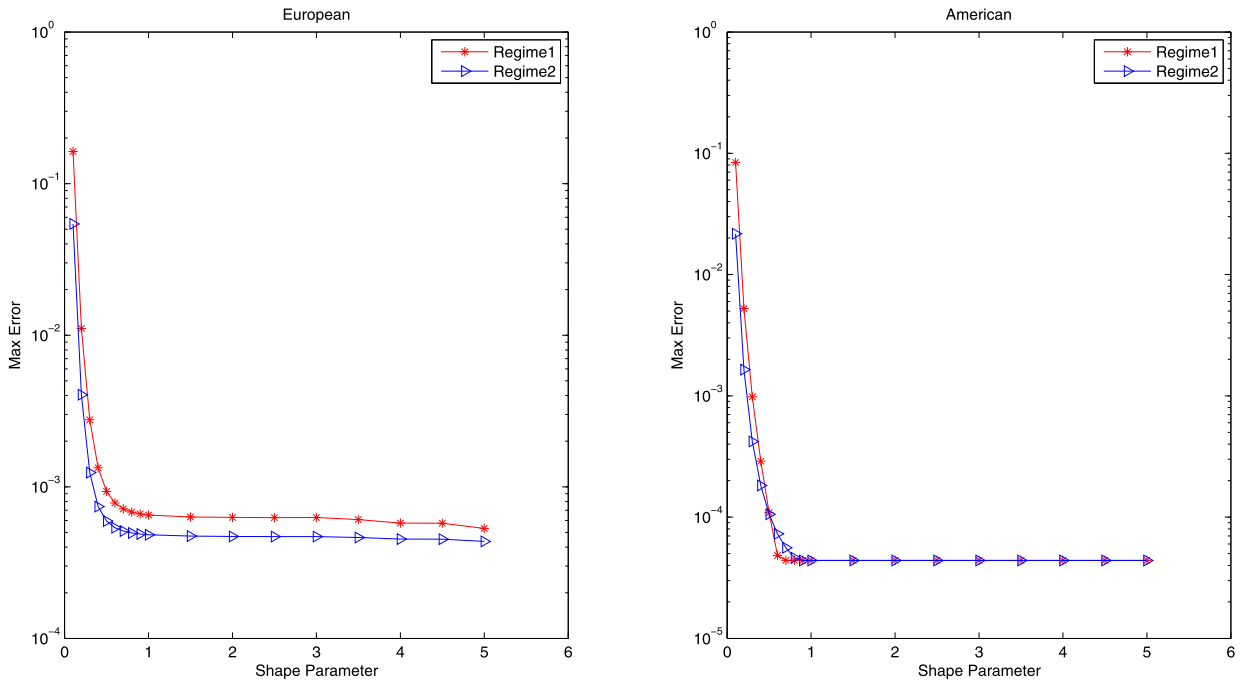 European
10^0
10^-1
10^-2
10^-3
10^-4
Max Error
0 1 2 3 4 5 6
Shape Parameter
Regime1
Regime2
American
10^0
10^-1
10^-2
10^-3
10^-4
10^-5
Max Error
0 1 2 3 4 5 6
Shape Parameter
Regime1
Regime2